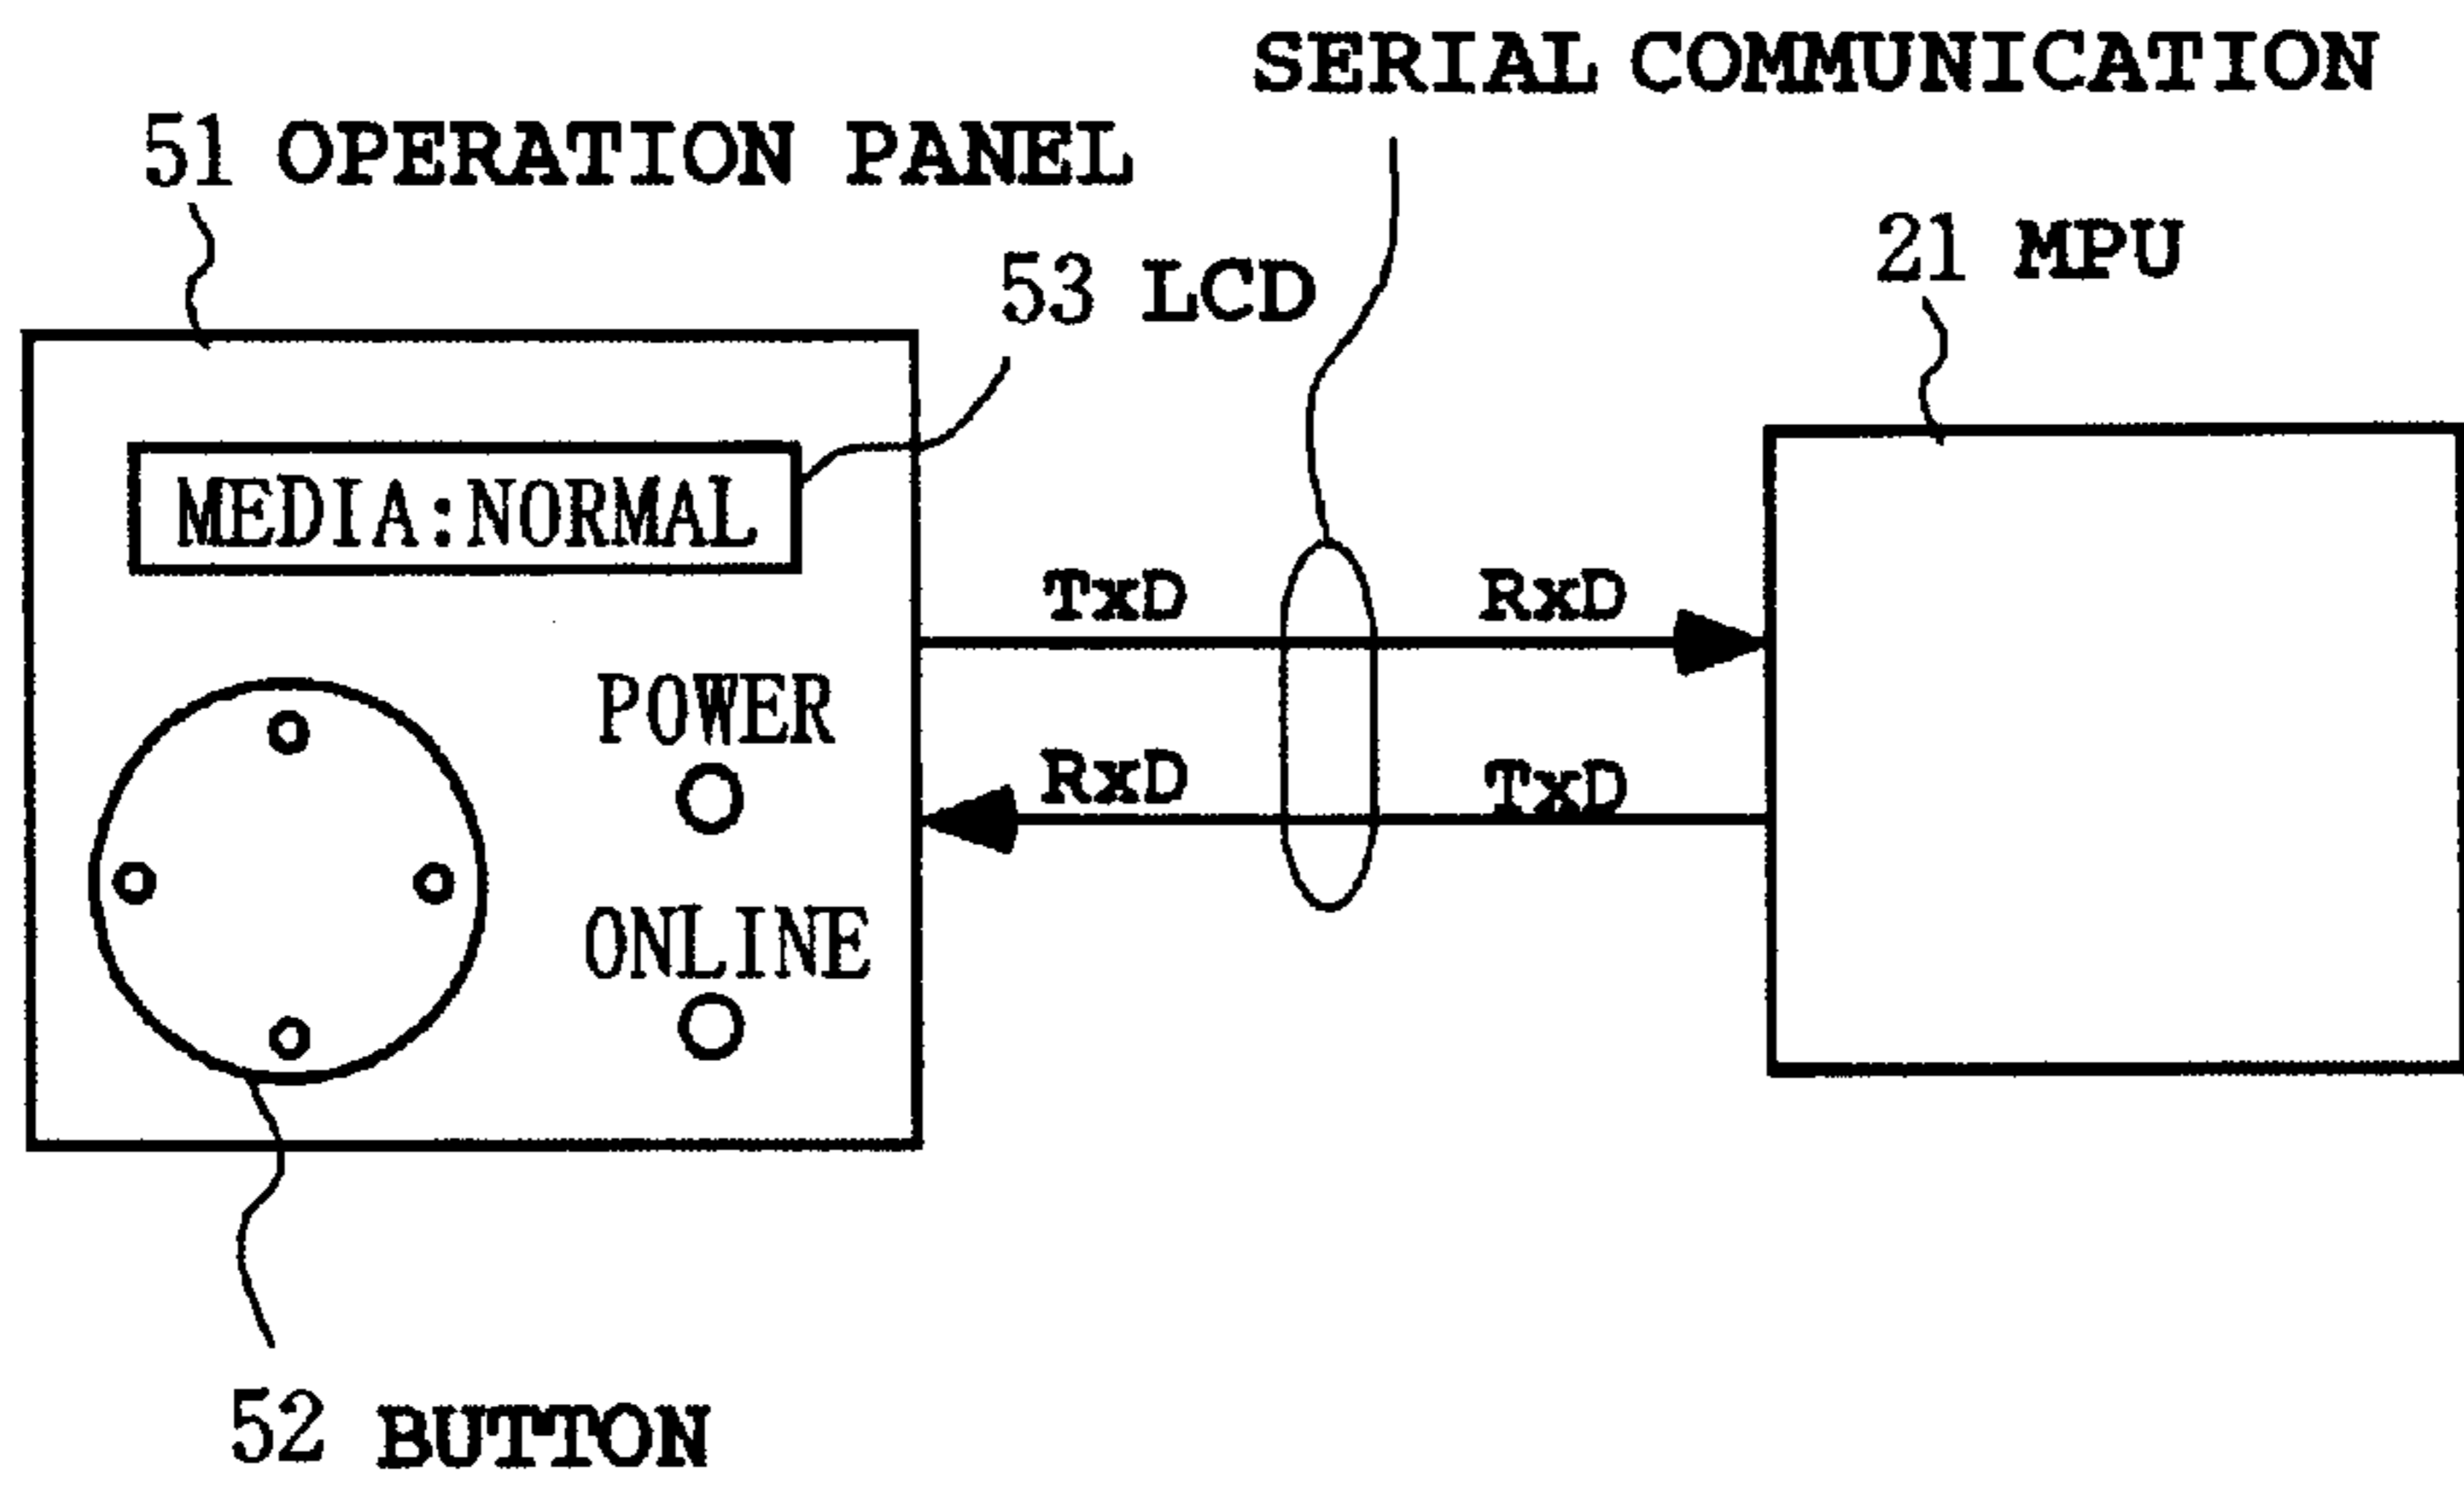 SERIAL COMMUNICATION
51 OPERATION PANEL
53 LCD
21 MPU
MEDIA:NORMAL
TxD RxD
POWER
RxD TxD
ONLINE
52 BUTTON